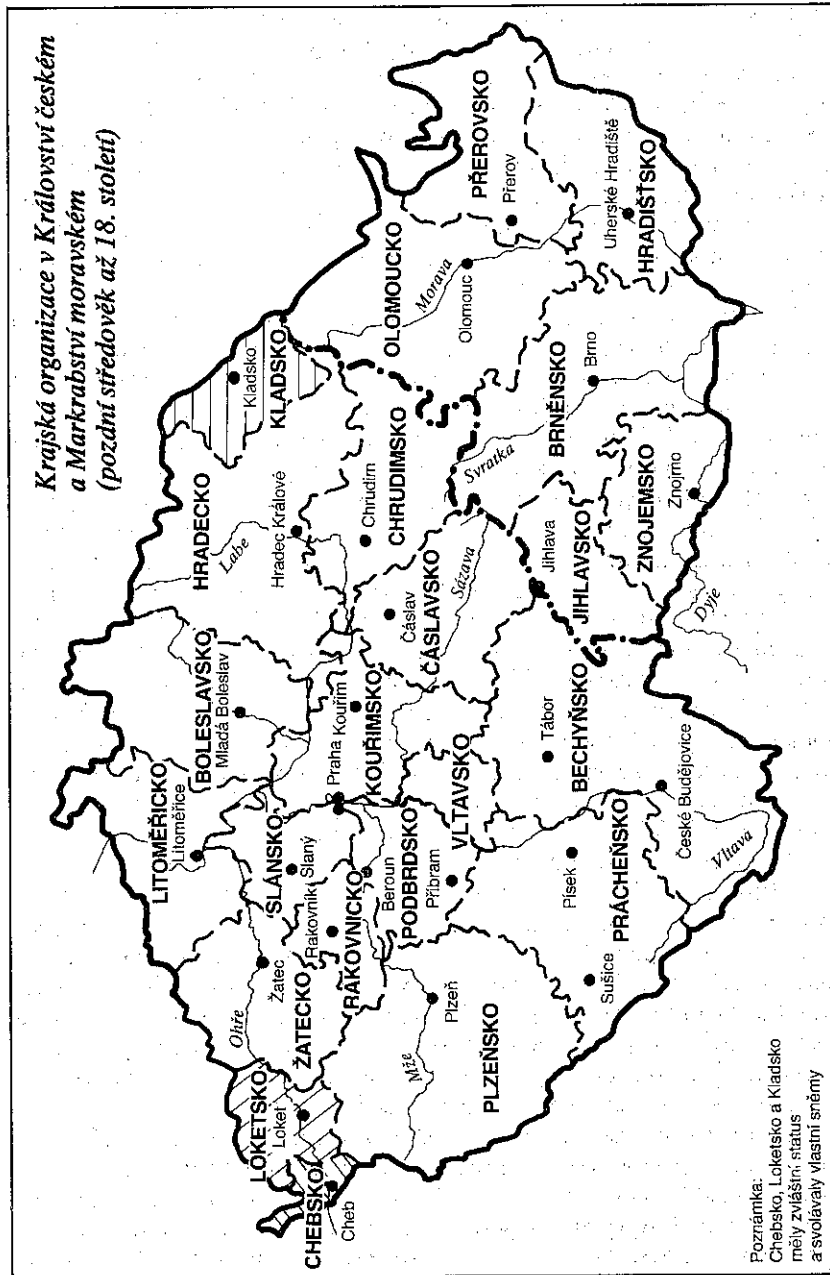 Krajská organizace v Království českém
a Markrabství moravském
(pozdní středověk až 18. století)
KLADSKO
Kladsko
HRADECKO
Labe
Hradec Králové
CHRUDIMSKO
Chrudim
BOLESLAVSKO
Mladá Boleslav
LITOMĚŘICKO
Litoměřice
SLÁNSKO
Slaný
Praha
Kouřim
KOUŘIMSKO
Čáslav
ČÁSLAVSKO
Sázava
Ohře
Žatec
ŽATECKO
Rakovník
RAKOVNICKO
Beroun
LOKETSKO
Loket
CHEBSKO
Cheb
PODBRDSKO
Příbram
VLTAVSKO
Mže
Plzeň
PLZEŇSKO
Tábor
BECHYŇSKO
Písek
PRÁCHEŇSKO
Sušice
České Budějovice
Vltava
OLOMOUCKO
Morava
Olomouc
PŘEROVSKO
Přerov
Uherské Hradiště
HRADIŠŤSKO
Svratka
BRNĚNSKO
Brno
Jihlava
JIHLAVSKO
ZNOJEMSKO
Znojmo
Dyje
Poznámka:
Chebsko, Loketsko a Kladsko
měly zvláštní status
a svolávaly vlastní sněmy